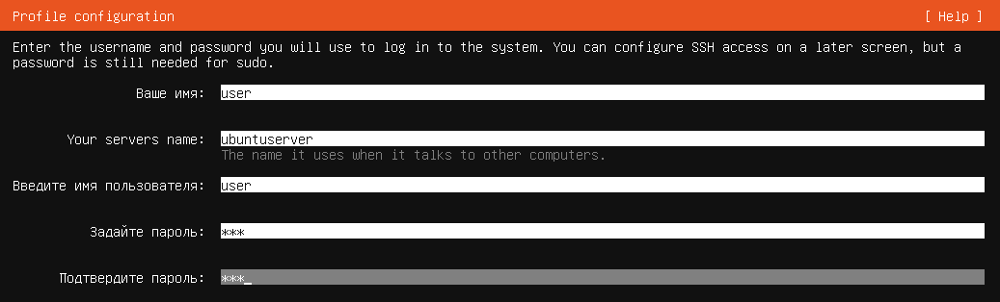 Profile configuration [ Help ]
Enter the username and password you will use to log in to the system. You can configure SSH access on a later screen, but a
password is still needed for sudo.
Ваше имя: user
Your servers name: ubuntuserver
The name it uses when it talks to other computers.
Введите имя пользователя: user
Задайте пароль: ***
Подтвердите пароль: ***_